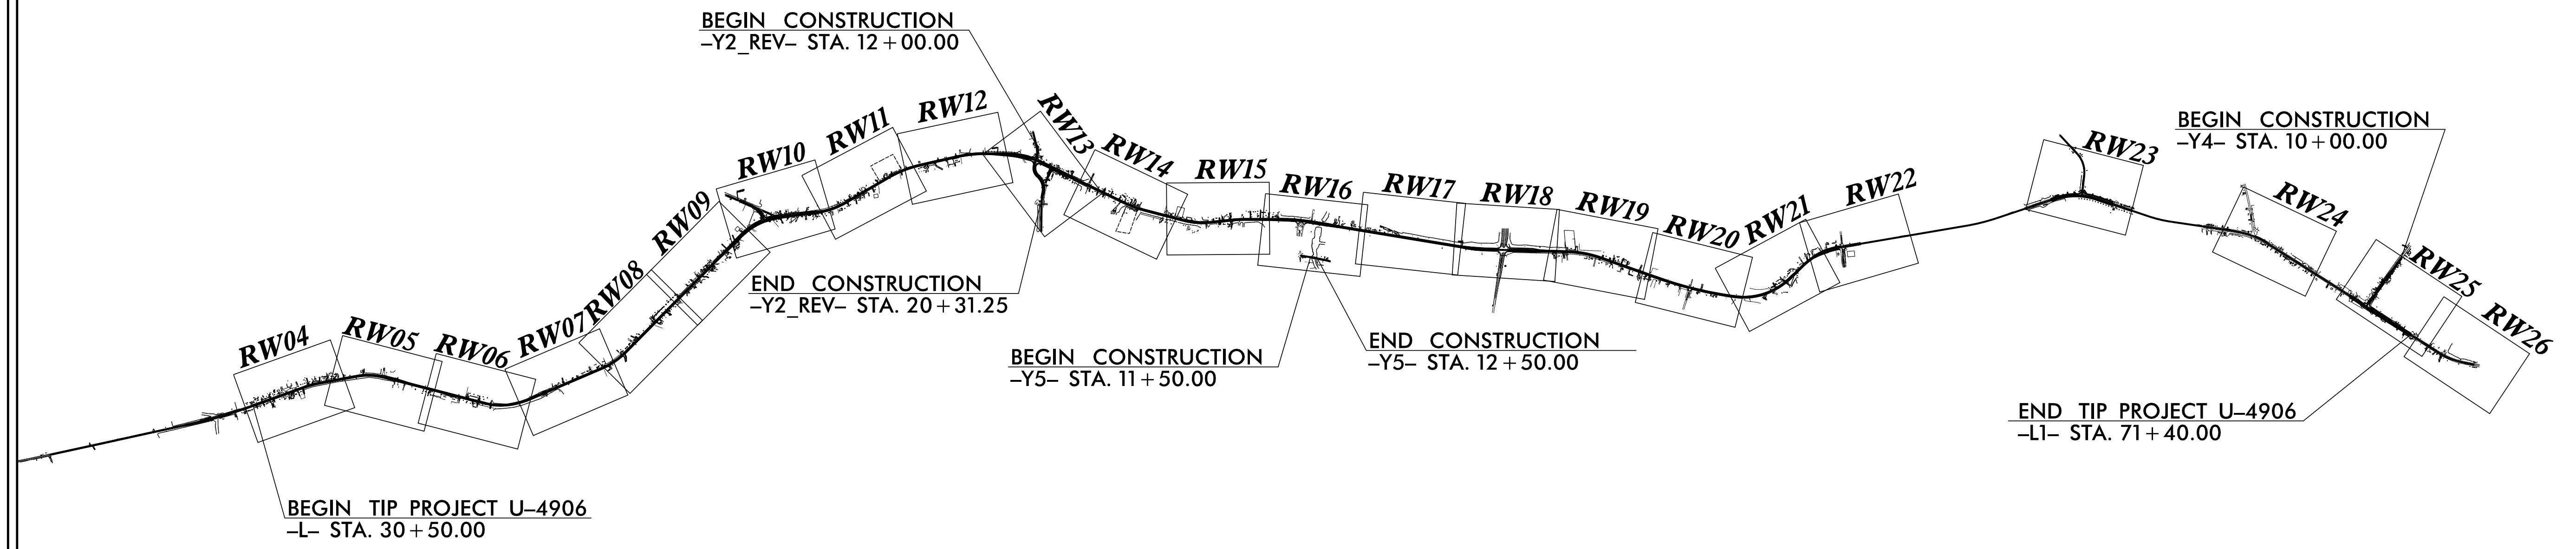 BEGIN CONSTRUCTION
–Y2_REV– STA. 12+00.00
RW04
RW05
RW06
RW07
RW08
RW09
RW10
RW11
RW12
RW13
RW14
RW15
RW16
RW17
RW18
RW19
RW20
RW21
RW22
RW23
BEGIN CONSTRUCTION
–Y4– STA. 10+00.00
RW24
RW25
RW26
END CONSTRUCTION
–Y2_REV– STA. 20+31.25
BEGIN CONSTRUCTION
–Y5– STA. 11+50.00
END CONSTRUCTION
–Y5– STA. 12+50.00
END TIP PROJECT U–4906
–L1– STA. 71+40.00
BEGIN TIP PROJECT U–4906
–L– STA. 30+50.00